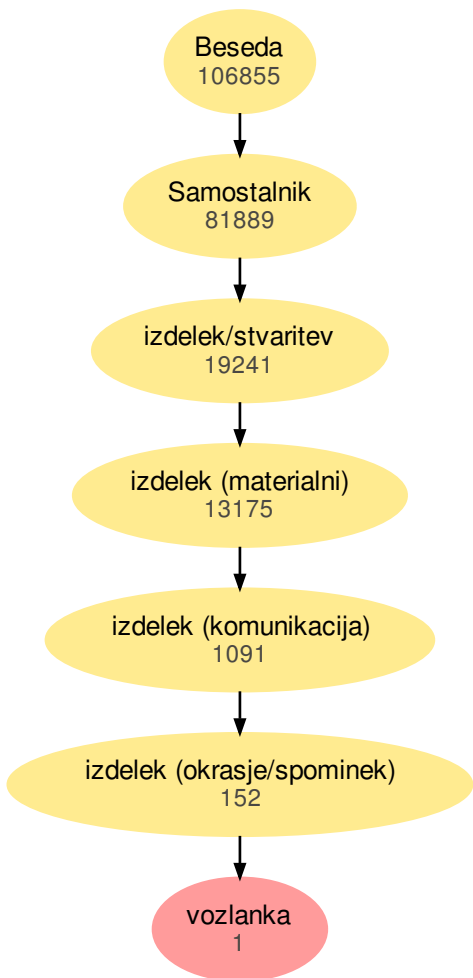 Beseda
106855
Samostalnik
81889
izdelek/stvaritev
19241
izdelek (materialni)
13175
izdelek (komunikacija)
1091
izdelek (okrasje/spominek)
152
vozlanka
1